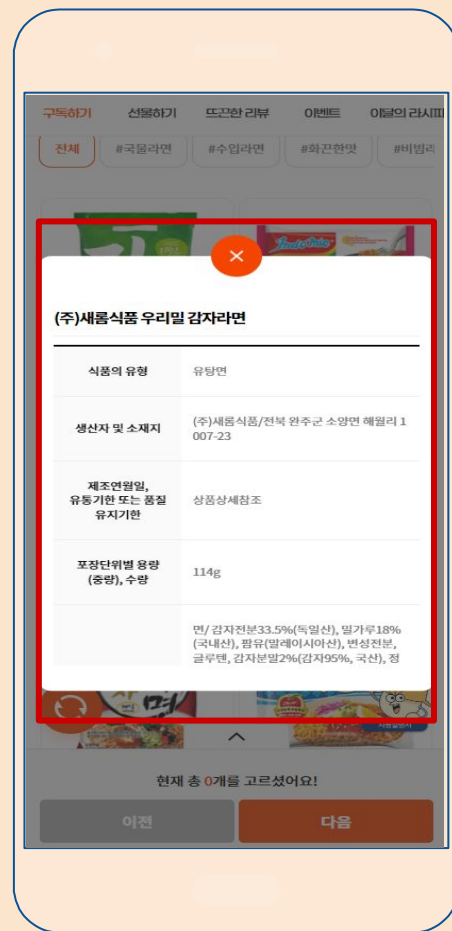 구독하기 선물하기 뜨끈한 리뷰 이벤트 이달의 라시피
전체 #국물라면 #수입라면 #화끈한맛 #비빔라
Indomie
(주)새롬식품 우리밀 감자라면
식품의 유형 유탕면
생산자 및 소재지 (주)새롬식품/전북 완주군 소양면 해월리 1
007-23
제조연월일,
유통기한 또는 품질
유지기한 상품상세참조
포장단위별 용량
(중량), 수량 114g
면/ 감자전분33.5%(독일산), 밀가루18%
(국내산), 팜유(말레이시아산), 변성전분,
글루텐, 감자분말2%(감자95%, 국산), 정
현재 총 0개를 고르셨어요!
이전 다음